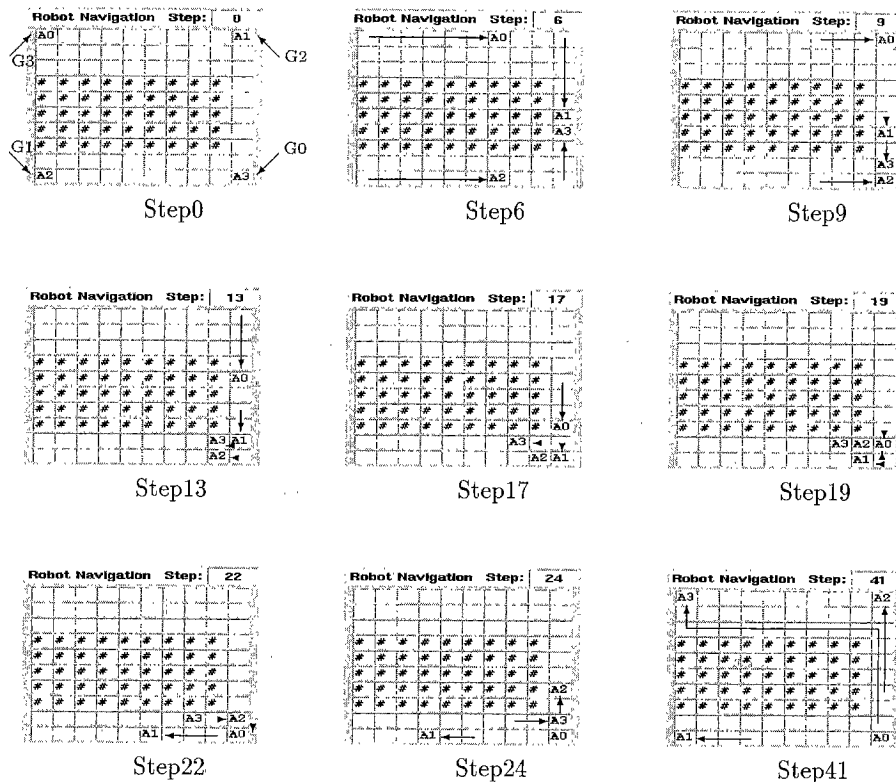 Robot Navigation Step: 0
A0 A1
G3 G2
# # # # # # # # #
# # # # # # # # #
# # # # # # # # #
# # # # # # # # #
# # # # # # # # #
G1 G0
A2 A3
Step0
Robot Navigation Step: 6
A0
# # # # # # # # #
# # # # # # # # #
# # # # # # # # # A1
# # # # # # # # # A3
# # # # # # # # #
A2
Step6
Robot Navigation Step: 9
A0
# # # # # # # # #
# # # # # # # # #
# # # # # # # # #
# # # # # # # # # A1
# # # # # # # # #
A3
A2
Step9
Robot Navigation Step: 13
# # # # # # # # #
# # # # # # # # # A0
# # # # # # # # #
# # # # # # # # #
# # # # # # # # #
A3 A1
A2
Step13
Robot Navigation Step: 17
# # # # # # # # #
# # # # # # # # #
# # # # # # # # #
# # # # # # # # #
# # # # # # # # # A0
A3
A2 A1
Step17
Robot Navigation Step: 19
# # # # # # # # #
# # # # # # # # #
# # # # # # # # #
# # # # # # # # #
# # # # # # # # #
A3 A2 A0
A1
Step19
Robot Navigation Step: 22
# # # # # # # # #
# # # # # # # # #
# # # # # # # # #
# # # # # # # # #
# # # # # # # # #
A3 A2
A1 A0
Step22
Robot Navigation Step: 24
# # # # # # # # #
# # # # # # # # #
# # # # # # # # #
# # # # # # # # # A2
# # # # # # # # #
A3
A1 A0
Step24
Robot Navigation Step: 41
A3 A2
# # # # # # # # #
# # # # # # # # #
# # # # # # # # #
# # # # # # # # #
# # # # # # # # #
A1 A0
Step41